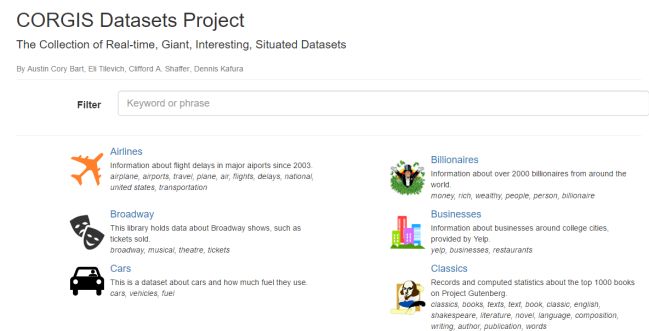 CORGIS Datasets Project
The Collection of Real-time, Giant, Interesting, Situated Datasets
By Austin Cory Bart, Eli Tilevich, Clifford A. Shaffer, Dennis Kafura
Filter
Keyword or phrase
Airlines
Information about flight delays in major aiports since 2003.
airplane, airports, travel, plane, air, flights, delays, national,
united states, transportation
Billionaires
Information about over 2000 billionaires from around the
world.
money, rich, wealthy, people, person, billionaire
Broadway
This library holds data about Broadway shows, such as
tickets sold.
broadway, musical, theatre, tickets
Businesses
Information about businesses around college cities,
provided by Yelp.
yelp, businesses, restaurants
Cars
This is a dataset about cars and how much fuel they use.
cars, vehicles, fuel
Classics
Records and computed statistics about the top 1000 books
on Project Gutenberg.
classics, books, texts, text, book, classic, english,
shakespeare, literature, novel, language, composition,
writing, author, publication, words